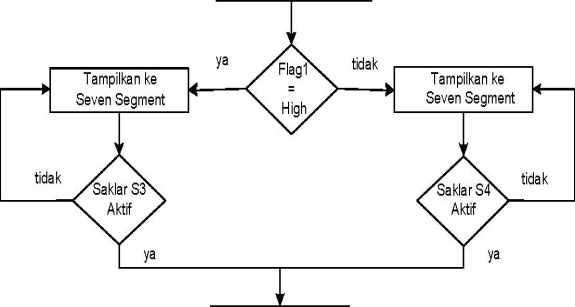 ya
Flag1
=
High
tidak
Tampilkan ke
Seven Segment
Tampilkan ke
Seven Segment
tidak
Saklar S3
Aktif
ya
Saklar S4
Aktif
tidak
ya